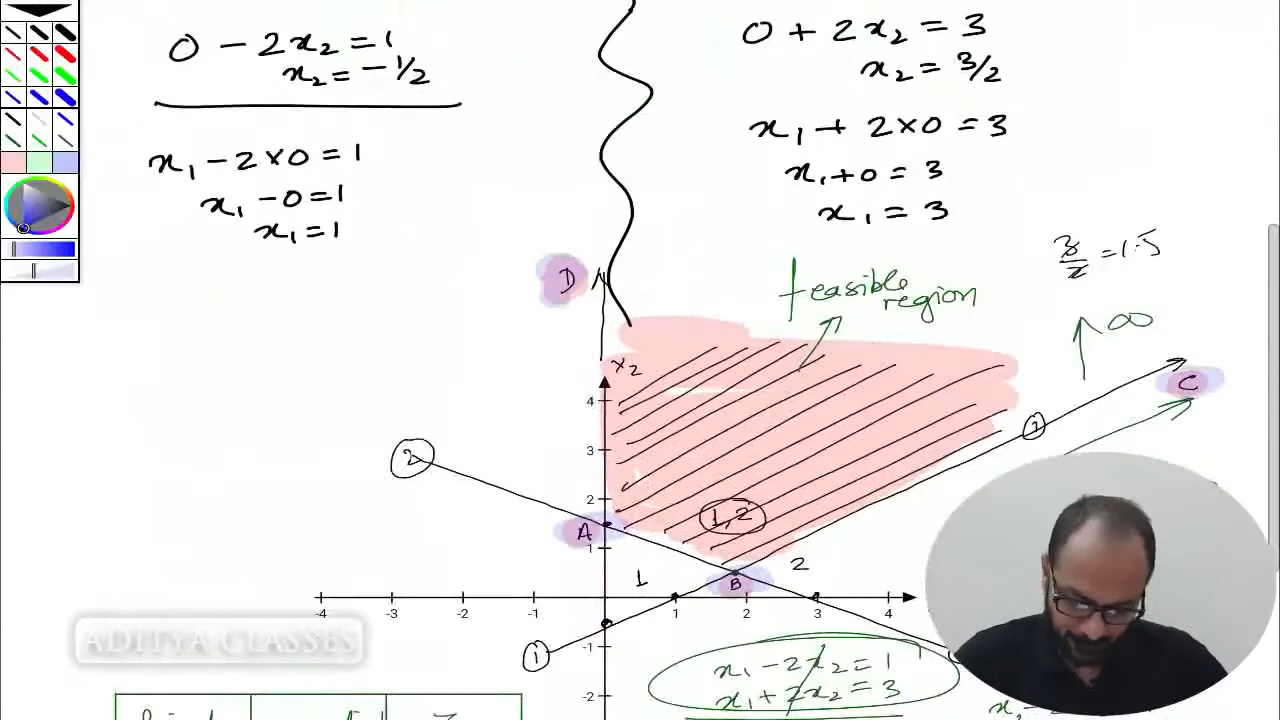 0 - 2x₂ = 1
x₂ = -1/2
x₁ - 2×0 = 1
x₁ - 0 = 1
x₁ = 1
0 + 2x₂ = 3
x₂ = 3/2
x₁ + 2×0 = 3
x₁ + 0 = 3
x₁ = 3
3/2 = 1.5
D
feasible
region
∞
x₂
C
4
3
2
1
2
1
1,2
A
B
1
2
-4 -3 -2 -1 1 2 3 4
-1
-2
1
ADITYA CLASSES
x₁ - 2x₂ = 1
x₁ + 2x₂ = 3